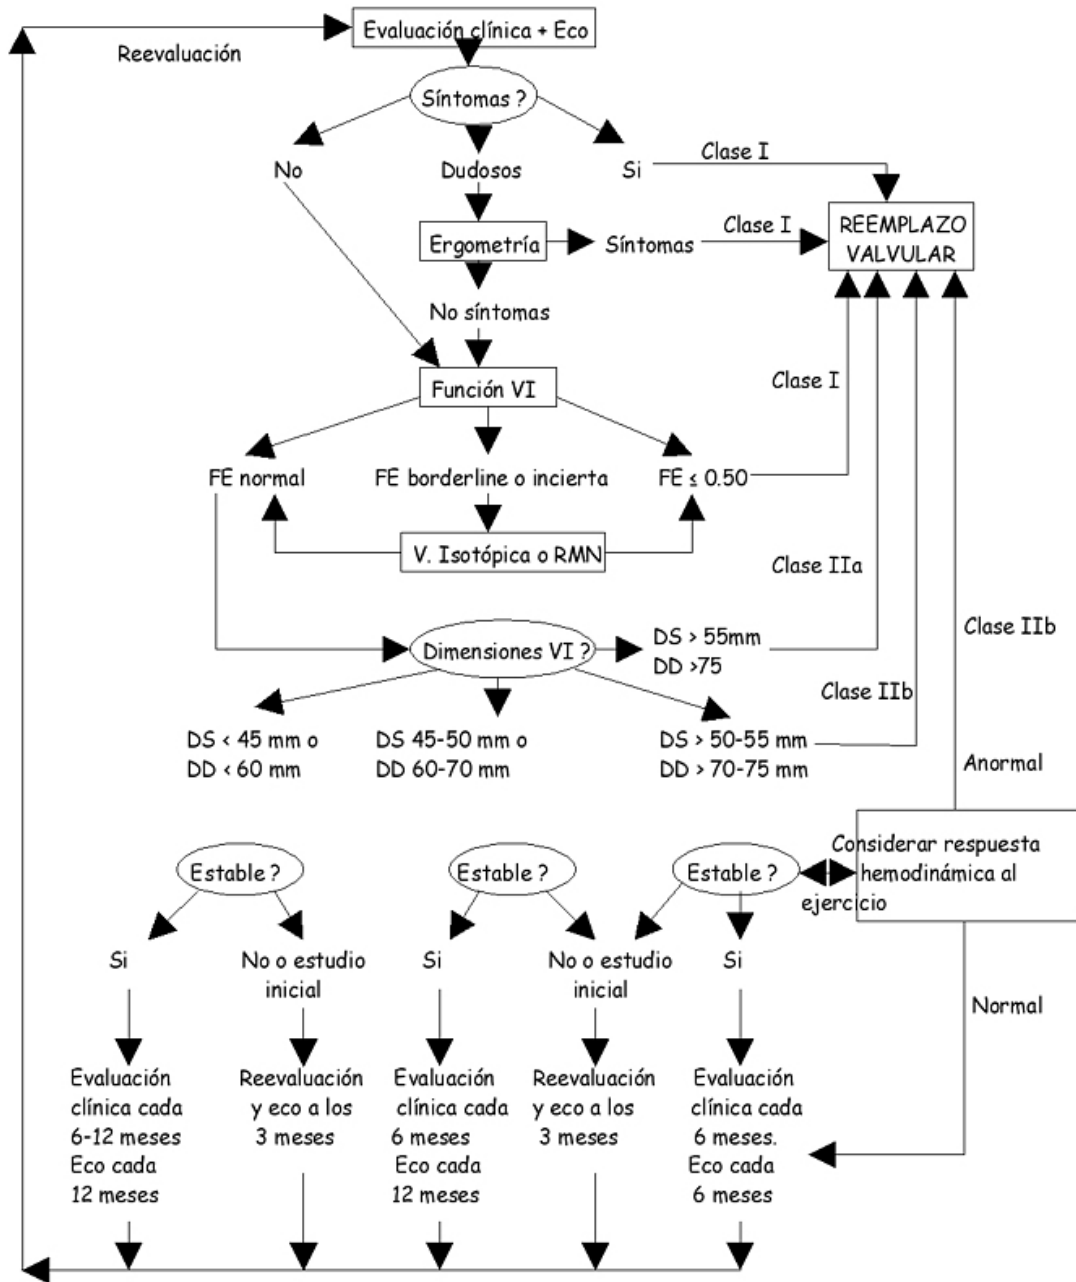 Evaluación clínica + Eco
Reevaluación
Síntomas ?
No
Dudosos
Si
Clase I
Ergometría
Síntomas
Clase I
REEMPLAZO
VALVULAR
No síntomas
Función VI
Clase I
FE normal
FE borderline o incierta
FE ≤ 0.50
V. Isotópica o RMN
Clase IIa
Dimensiones VI ?
DS > 55mm
DD >75
Clase IIb
Clase IIb
DS < 45 mm o
DD < 60 mm
DS 45-50 mm o
DD 60-70 mm
DS > 50-55 mm
DD > 70-75 mm
Anormal
Considerar respuesta
hemodinámica al
ejercicio
Estable ?
Estable ?
Estable ?
Si
No o estudio
inicial
Si
No o estudio
inicial
Si
Normal
Evaluación
clínica cada
6-12 meses
Eco cada
12 meses
Reevaluación
y eco a los
3 meses
Evaluación
clínica cada
6 meses
Eco cada
12 meses
Reevaluación
y eco a los
3 meses
Evaluación
clínica cada
6 meses.
Eco cada
6 meses